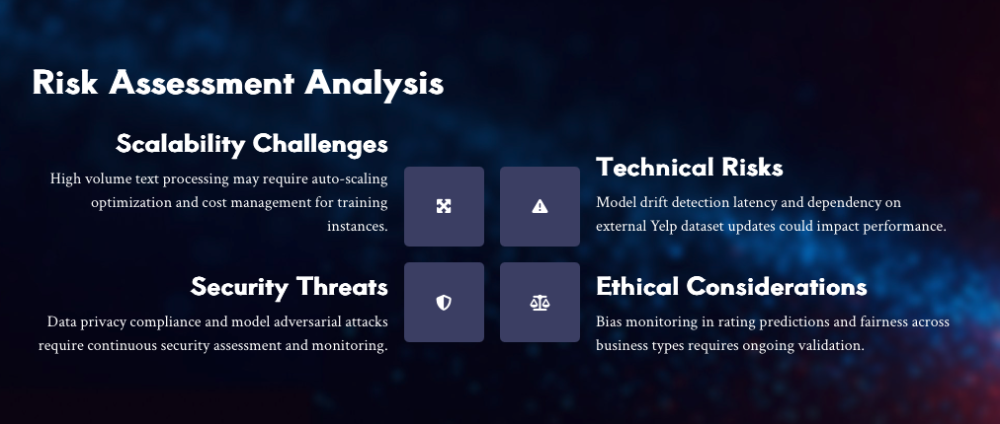 Risk Assessment Analysis
Scalability Challenges
High volume text processing may require auto-scaling
optimization and cost management for training
instances.
Technical Risks
Model drift detection latency and dependency on
external Yelp dataset updates could impact performance.
Security Threats
Data privacy compliance and model adversarial attacks
require continuous security assessment and monitoring.
Ethical Considerations
Bias monitoring in rating predictions and fairness across
business types requires ongoing validation.